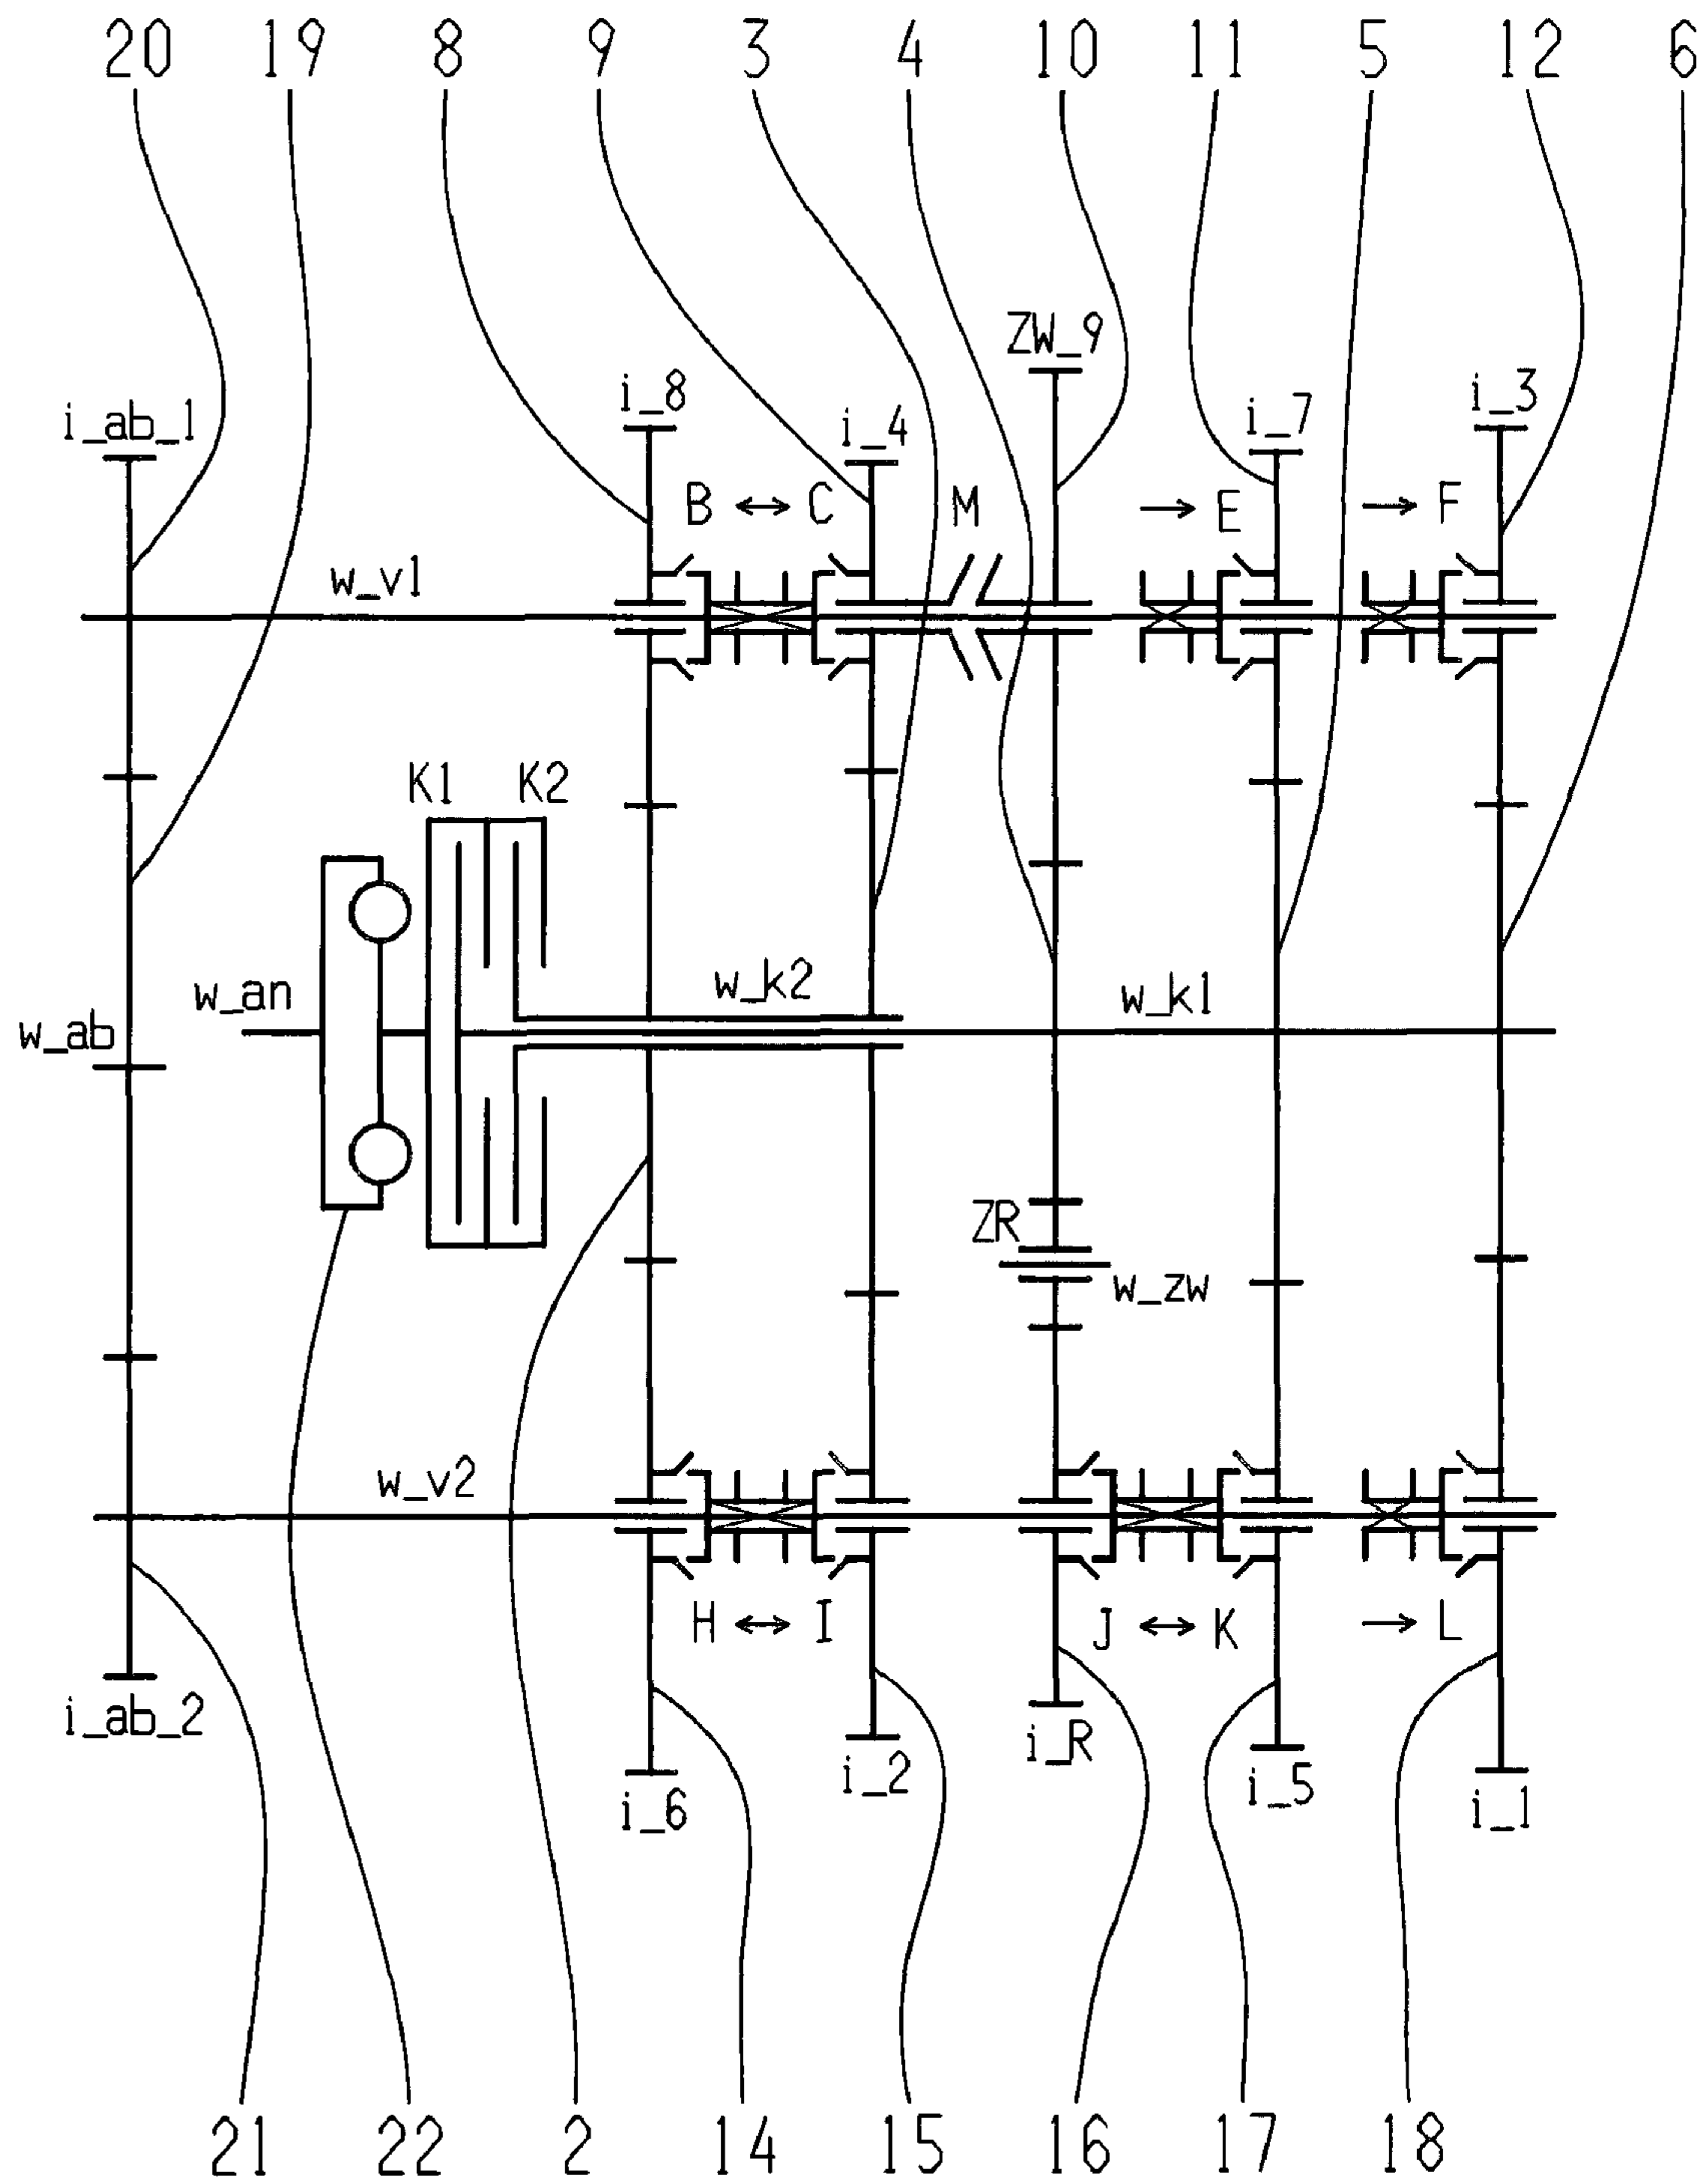 20 19 8 9 3 4 10 11 5 12 6
ZW_9
i_8 i_3
i_ab_1 i_4 i_7
B ↔ C M → E → F
w_v1
K1 K2
w_an w_k2 w_k1
w_ab
ZR
w_zw
w_v2
H ↔ I J ↔ K → L
i_ab_2 i_R
i_2 i_5
i_6 i_1
21 22 2 14 15 16 17 18